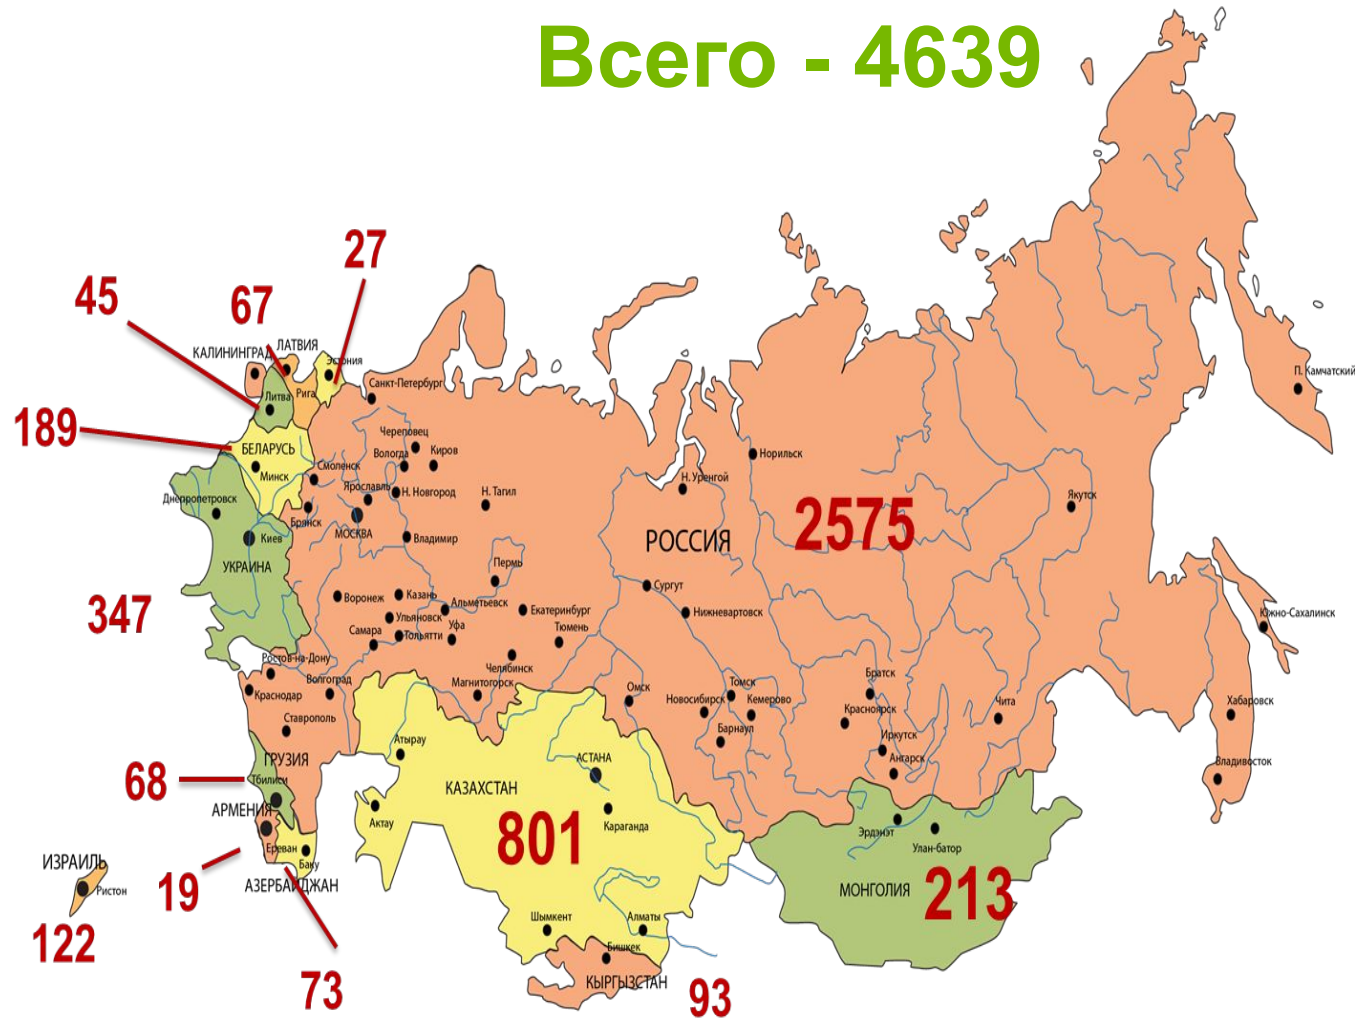 Всего - 4639
27
45
67
ЛАТВИЯ
КАЛИНИНГРАД
Эстония
Санкт-Петербург
П. Камчатский
Литва
Рига
189
БЕЛАРУСЬ
Минск
Череповец
Вологда
Киров
Норильск
Смоленск
Н. Уренгой
Ярославль
Н. Новгород
Н. Тагил
Якутск
Днепропетровск
Брянск
МОСКВА
Владимир
РОССИЯ
2575
Киев
УКРАИНА
Пермь
Сургут
347
Воронеж
Казань
Альметьевск
Екатеринбург
Нижневартовск
Южно-Сахалинск
Ульяновск
Самара
Тольятти
Уфа
Тюмень
Ростов-на-Дону
Челябинск
Волгоград
Магнитогорск
Краснодар
Омск
Томск
Новосибирск
Кемерово
Братск
Красноярск
Чита
Хабаровск
Ставрополь
Барнаул
Иркутск
Атырау
ГРУЗИЯ
АСТАНА
Ангарск
Владивосток
68
Тбилиси
КАЗАХСТАН
АРМЕНИЯ
Актау
801
Караганда
Эрдэнэт
Улан-батор
Ереван
Баку
ИЗРАИЛЬ
Ристон
19
АЗЕРБАЙДЖАН
МОНГОЛИЯ
213
122
Шымкент
Алматы
Бишкек
73
КЫРГЫЗСТАН
93